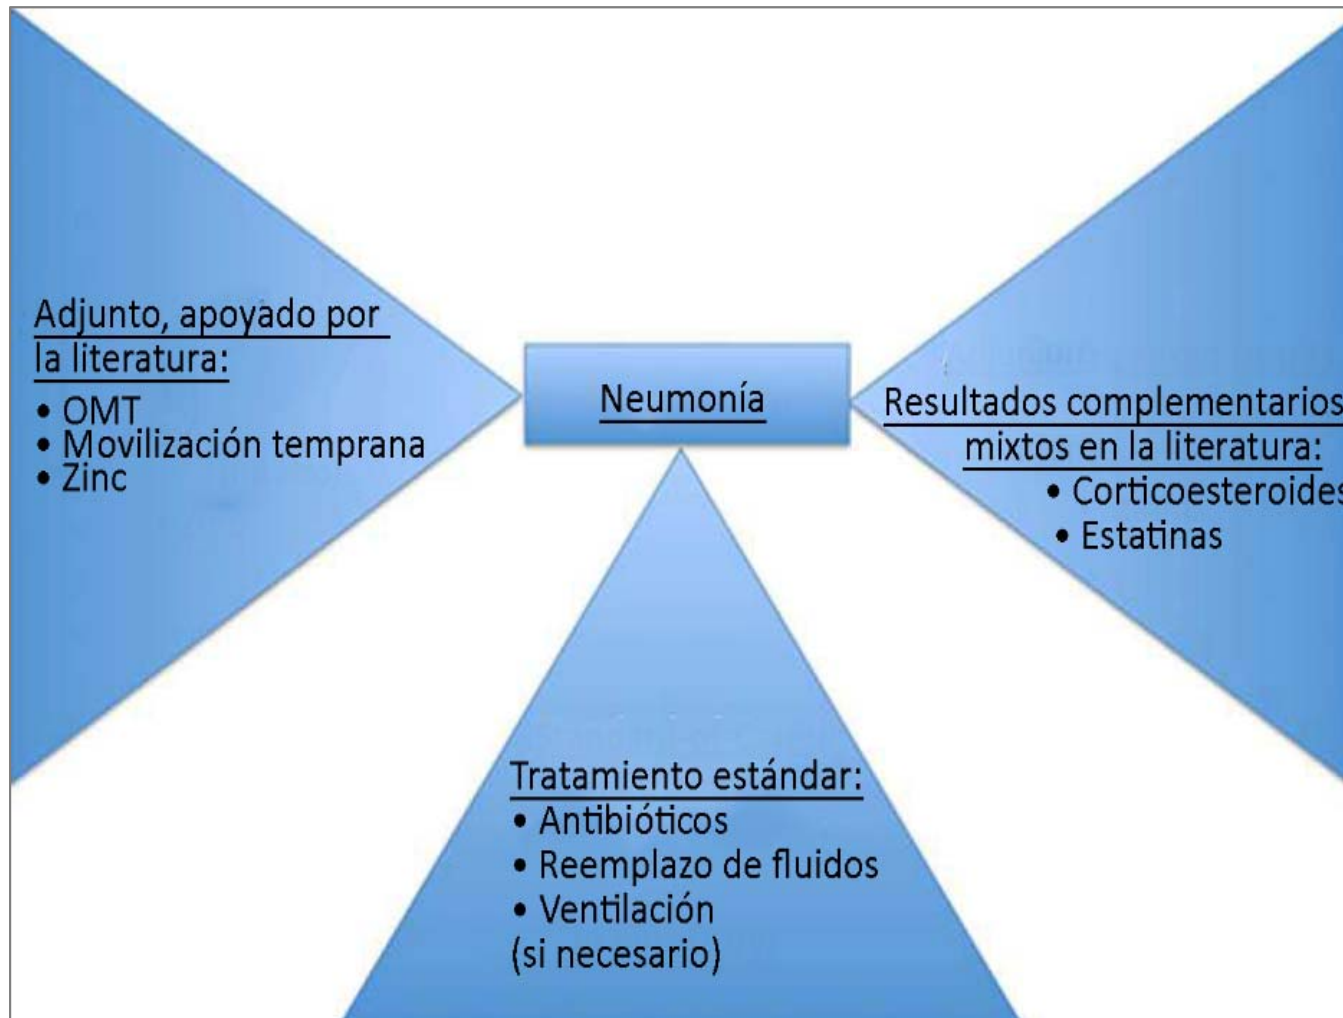 Adjunto, apoyado por
la literatura:
• OMT
• Movilización temprana
• Zinc
Neumonía
Resultados complementarios
mixtos en la literatura:
• Corticoesteroides
• Estatinas
Tratamiento estándar:
• Antibióticos
• Reemplazo de fluidos
• Ventilación
(si necesario)